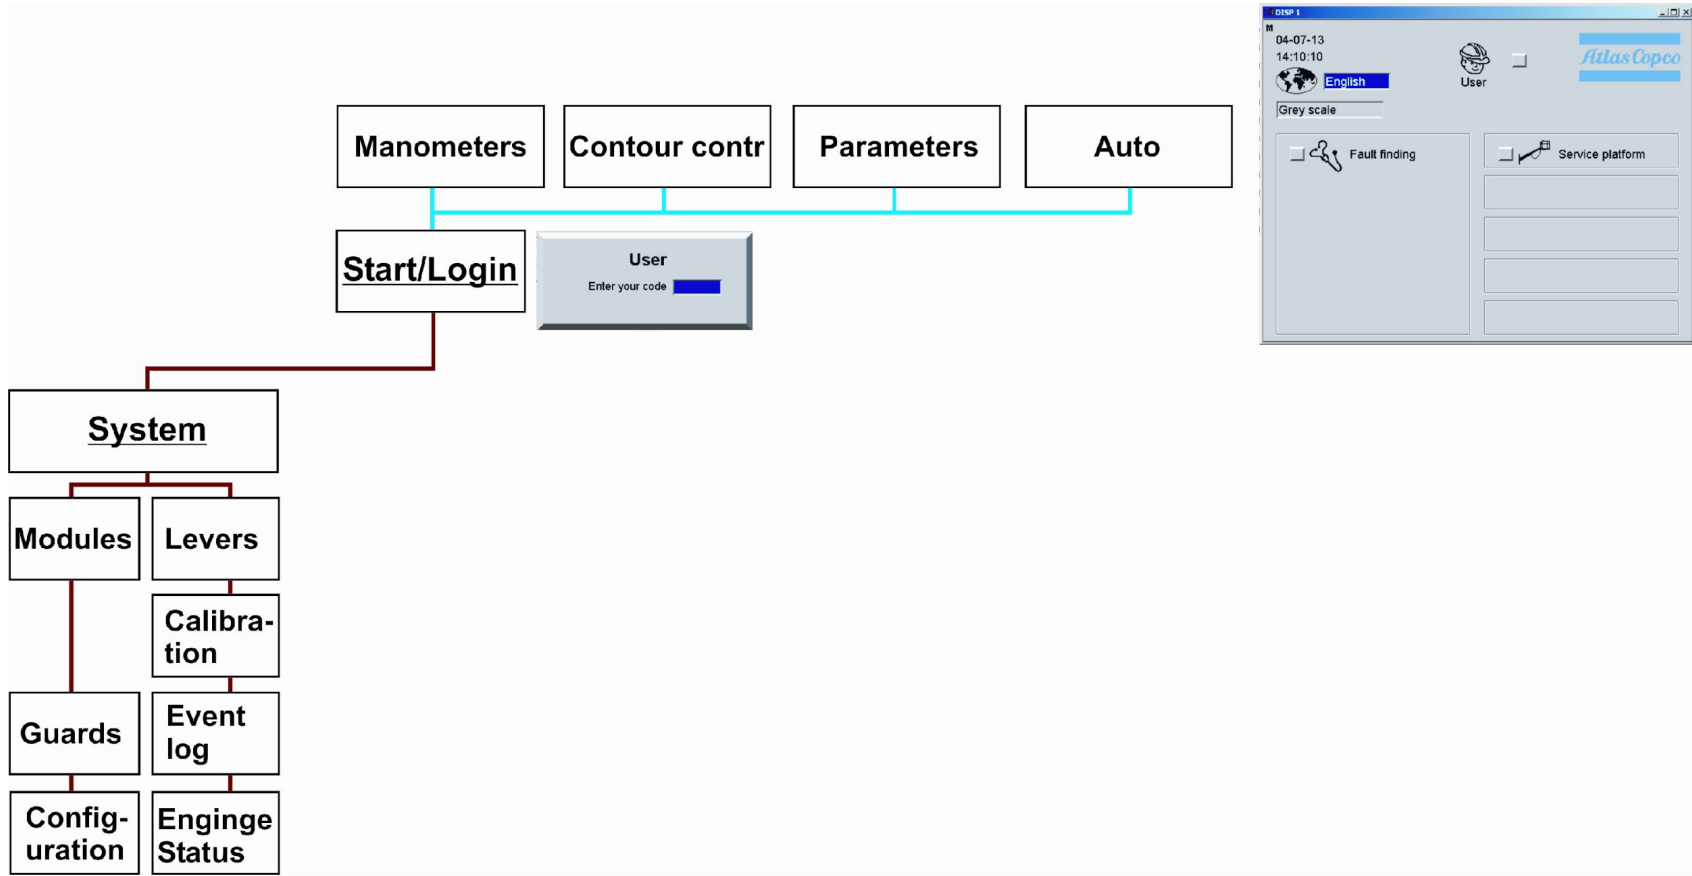 DISP 1
M
04-07-13
14:10:10
English
User
Atlas Copco
Grey scale
Fault finding
Service platform
Manometers
Contour contr
Parameters
Auto
Start/Login
User
Enter your code
System
Modules
Levers
Calibra-
tion
Guards
Event
log
Config-
uration
Enginge
Status